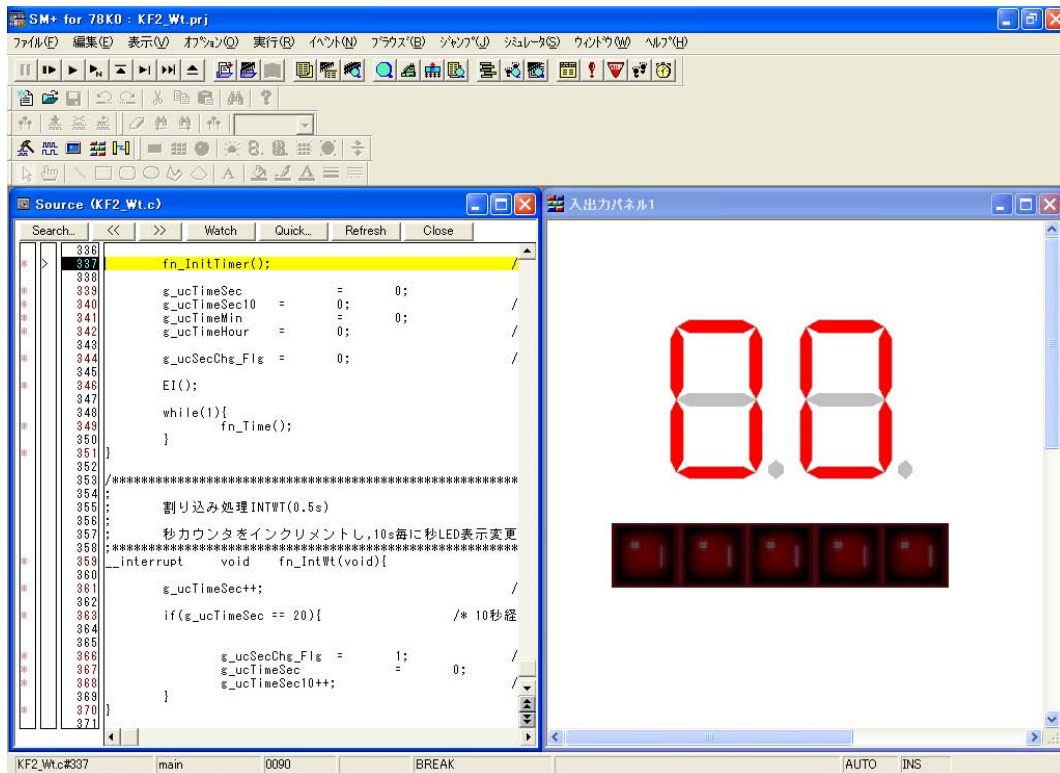 SM+ for 78K0 : KF2_Wt.prj
ファイル(F) 編集(E) 表示(V) オプション(O) 実行(R) イベント(N) ブラウズ(B) ジャンプ(J) シミュレータ(S) ウィンドウ(W) ヘルプ(H)
Source (KF2_Wt.c)
Search... << >> Watch Quick... Refresh Close
336
* > 337 fn_InitTimer(); /
338
* 339 g_ucTimeSec = 0;
* 340 g_ucTimeSec10 = 0; /
* 341 g_ucTimeMin = 0;
* 342 g_ucTimeHour = 0; /
343
* 344 g_ucSecChg_Flg = 0; /
345
* 346 EI();
347
348 while(1){
* 349 fn_Time();
350 }
* 351 }
352
353 /************************************************************
354 ;
355 ; 割り込み処理INTWT(0.5s)
356 ;
357 ; 秒カウンタをインクリメントし,10s毎に秒LED表示変更
358 ;************************************************************
* 359 __interrupt void fn_IntWt(void){
360
* 361 g_ucTimeSec++; /
362
* 363 if(g_ucTimeSec == 20){ /* 10秒経
364
365
* 366 g_ucSecChg_Flg = 1; /
* 367 g_ucTimeSec = 0;
* 368 g_ucTimeSec10++; /
369 }
* 370 }
371
入出力パネル1
00
KF2_Wt.c#337 main 0090 BREAK AUTO INS